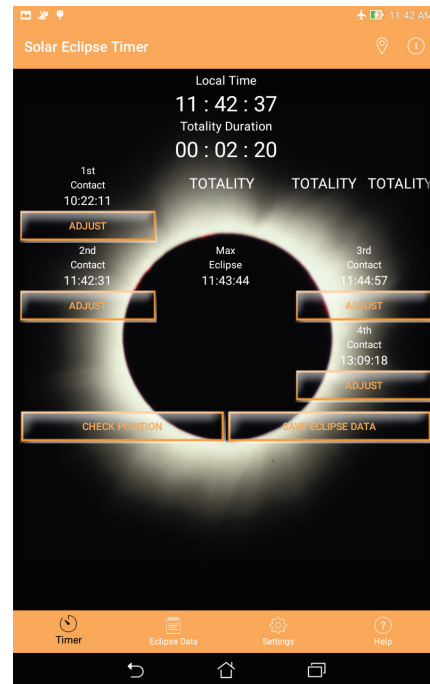 11:42 AM
Solar Eclipse Timer
Local Time
11 : 42 : 37
Totality Duration
00 : 02 : 20
1st
Contact
10:22:11
TOTALITY TOTALITY TOTALITY
ADJUST
2nd
Contact
11:42:31
ADJUST
Max
Eclipse
11:43:44
3rd
Contact
11:44:57
ADJUST
4th
Contact
13:09:18
ADJUST
CHECK POSITION
SAVE ECLIPSE DATA
Timer
Eclipse Data
Settings
Help